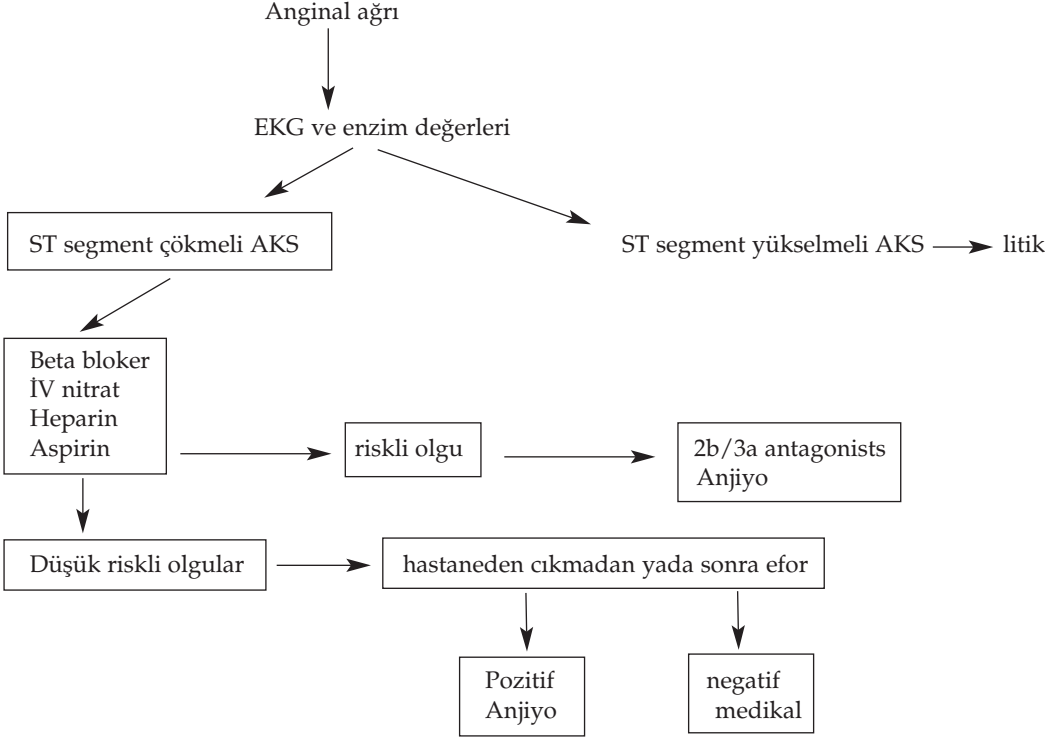 Anginal ağrı
EKG ve enzim değerleri
ST segment çökmeli AKS
ST segment yükselmeli AKS
litik
Beta bloker
İV nitrat
Heparin
Aspirin
riskli olgu
2b/3a antagonists
Anjiyo
Düşük riskli olgular
hastaneden cıkmadan yada sonra efor
Pozitif
Anjiyo
negatif
medikal